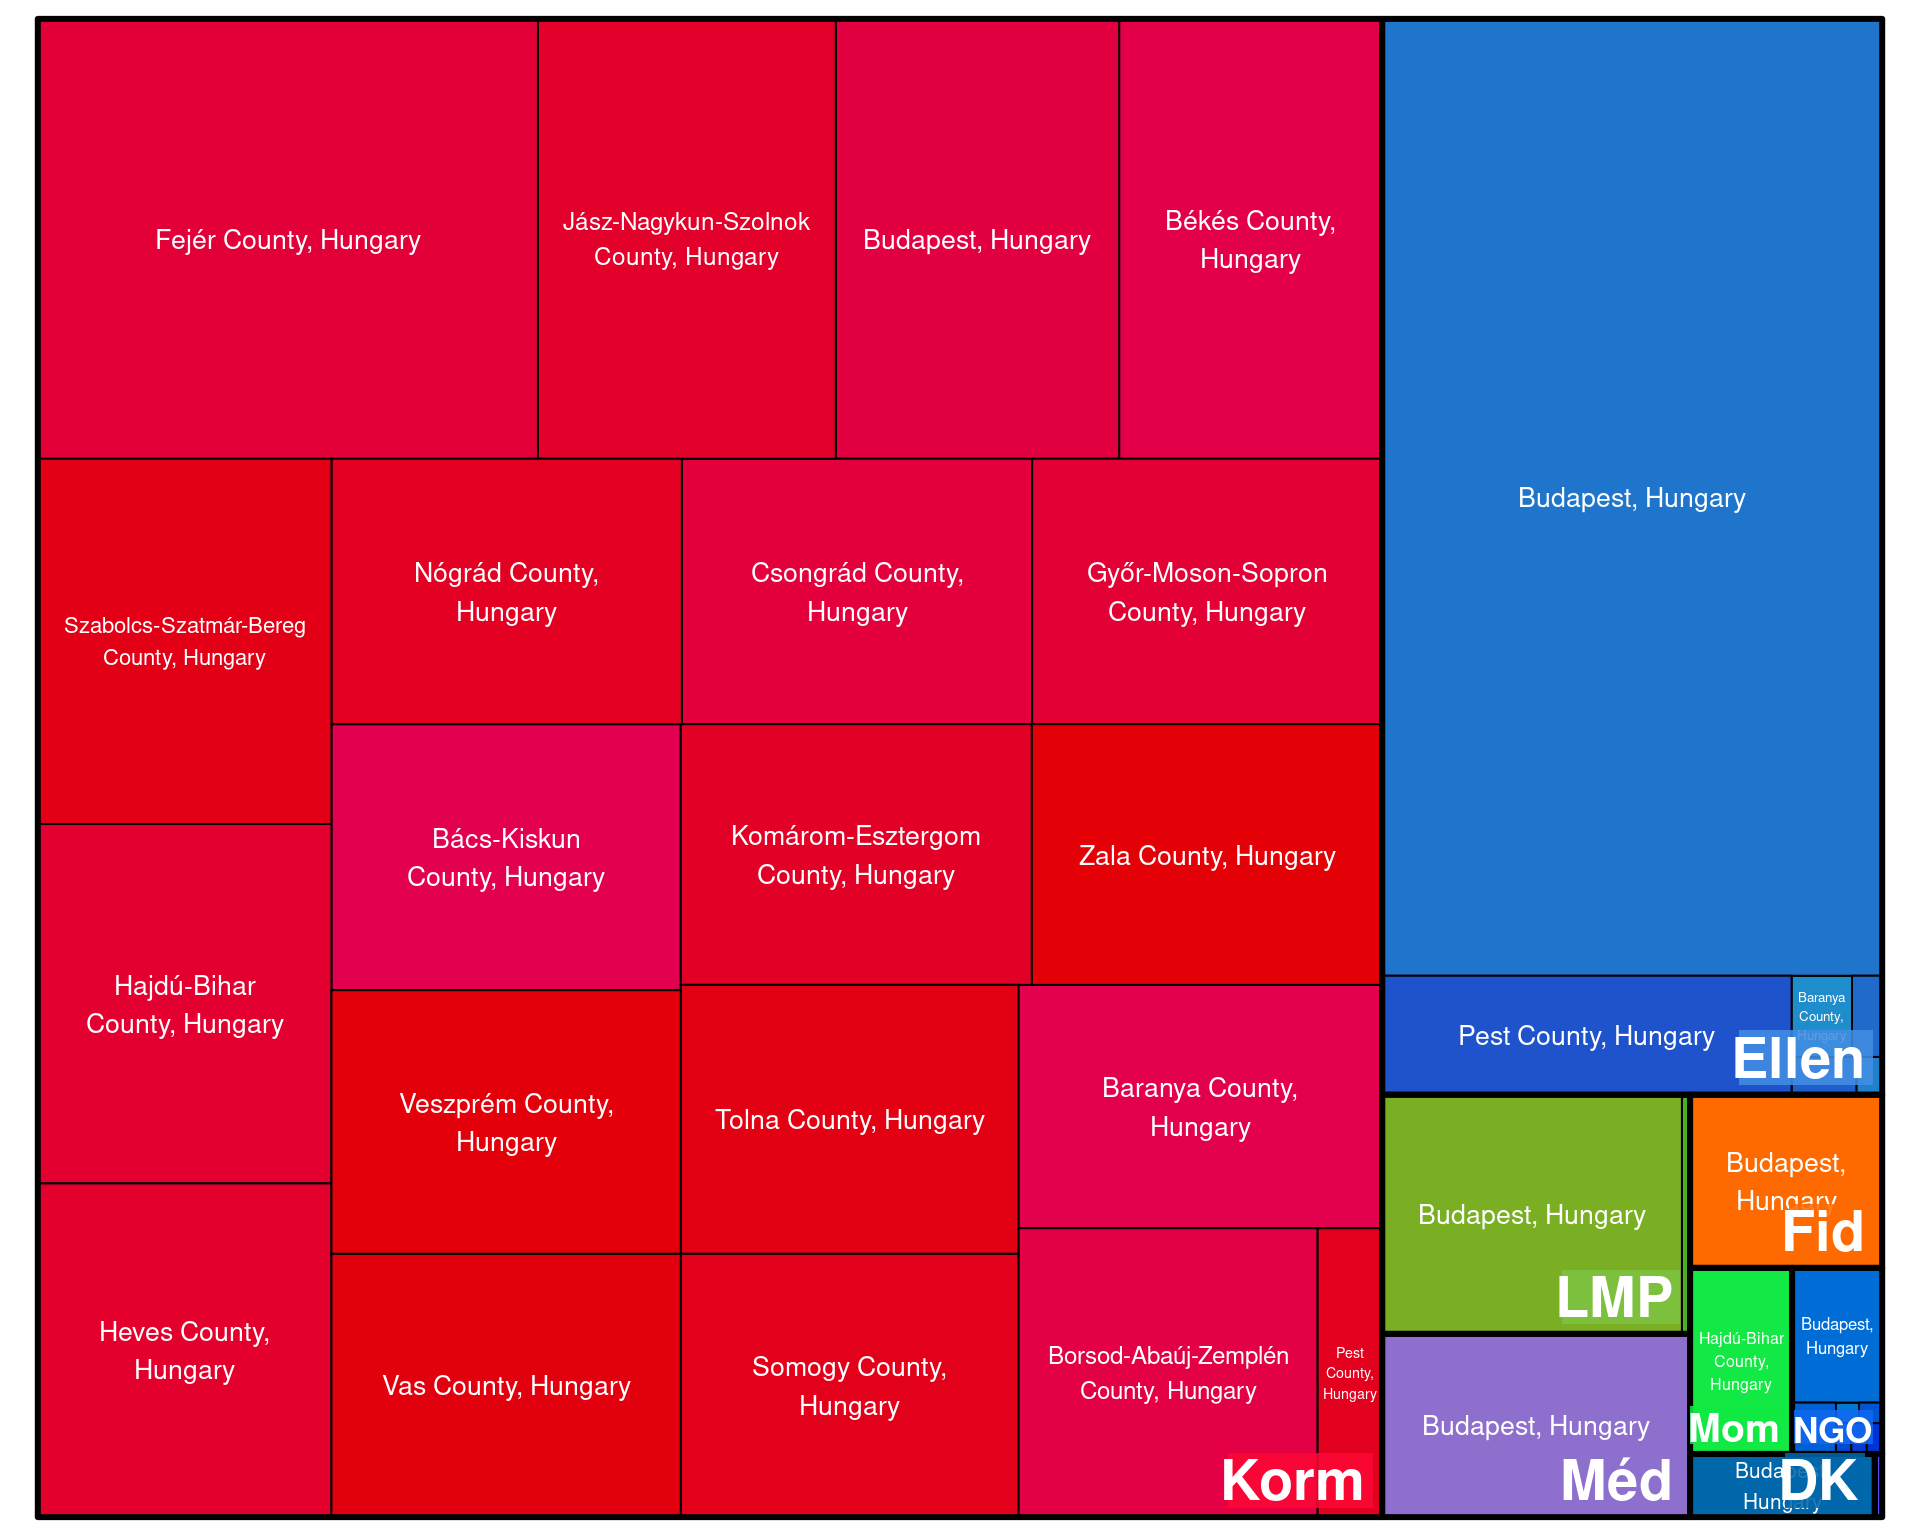 Fejér County, Hungary
Jász-Nagykun-Szolnok
County, Hungary
Budapest, Hungary
Békés County,
Hungary
Szabolcs-Szatmár-Bereg
County, Hungary
Nógrád County,
Hungary
Csongrád County,
Hungary
Győr-Moson-Sopron
County, Hungary
Bács-Kiskun
County, Hungary
Komárom-Esztergom
County, Hungary
Zala County, Hungary
Hajdú-Bihar
County, Hungary
Veszprém County,
Hungary
Tolna County, Hungary
Baranya County,
Hungary
Heves County,
Hungary
Vas County, Hungary
Somogy County,
Hungary
Borsod-Abaúj-Zemplén
County, Hungary
Pest
County,
Hungary
Korm
Budapest, Hungary
Pest County, Hungary
Baranya
County,
Hungary
Ellen
Budapest, Hungary
LMP
Budapest,
Hungary
Fid
Budapest, Hungary
Méd
Hajdú-Bihar
County,
Hungary
Mom
Budapest,
Hungary
NGO
Budapest,
Hungary
DK